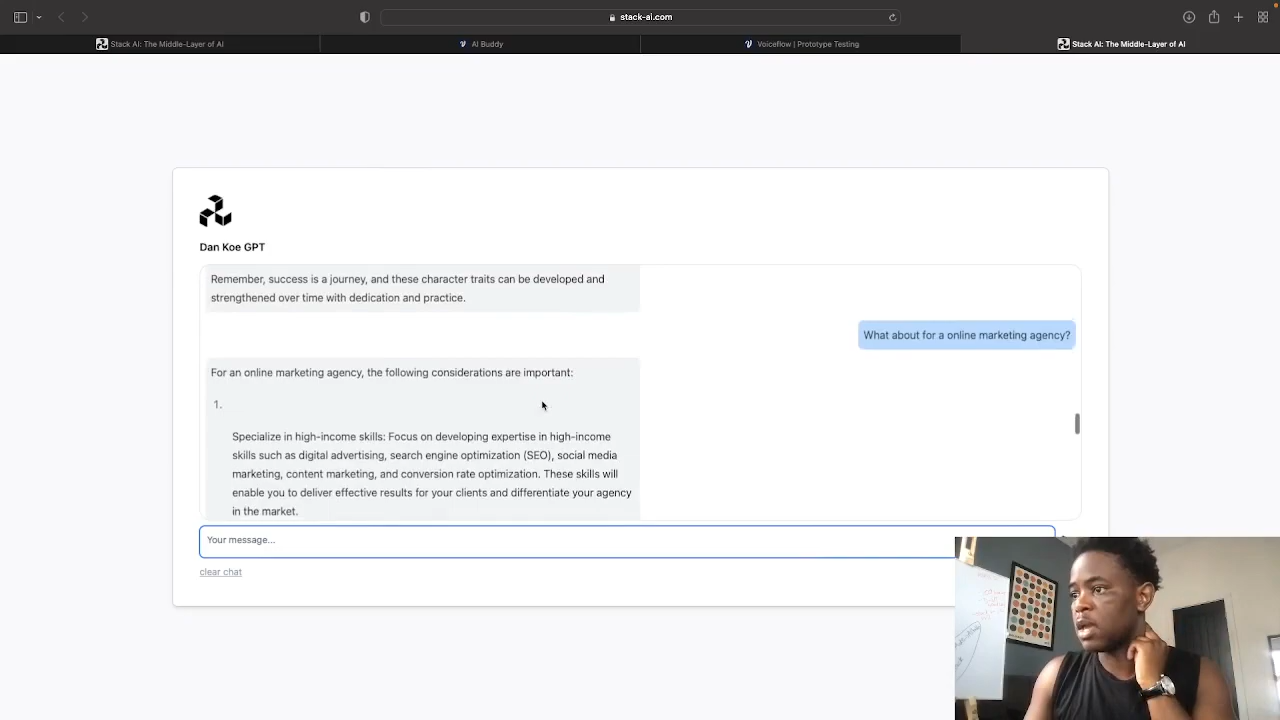 stack-ai.com
Stack AI: The Middle-Layer of AI
AI Buddy
Voiceflow | Prototype Testing
Stack AI: The Middle-Layer of AI
Dan Koe GPT
Remember, success is a journey, and these character traits can be developed and
strengthened over time with dedication and practice.
What about for a online marketing agency?
For an online marketing agency, the following considerations are important:
1.
Specialize in high-income skills: Focus on developing expertise in high-income
skills such as digital advertising, search engine optimization (SEO), social media
marketing, content marketing, and conversion rate optimization. These skills will
enable you to deliver effective results for your clients and differentiate your agency
in the market.
Your message...
clear chat